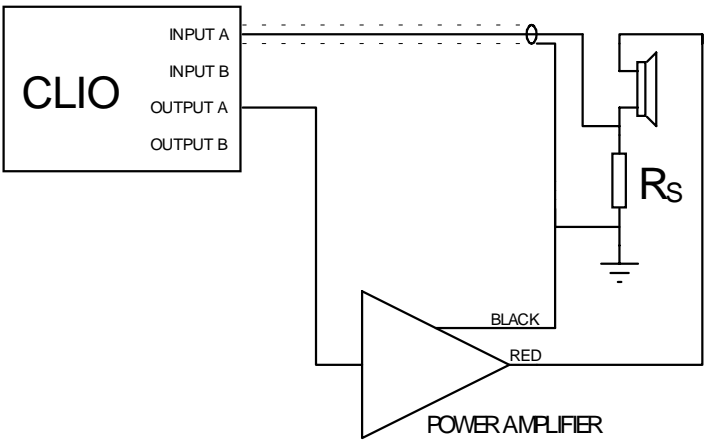 INPUT A
INPUT B
CLIO
OUTPUT A
OUTPUT B
RS
BLACK
RED
POWER AMPLIFIER